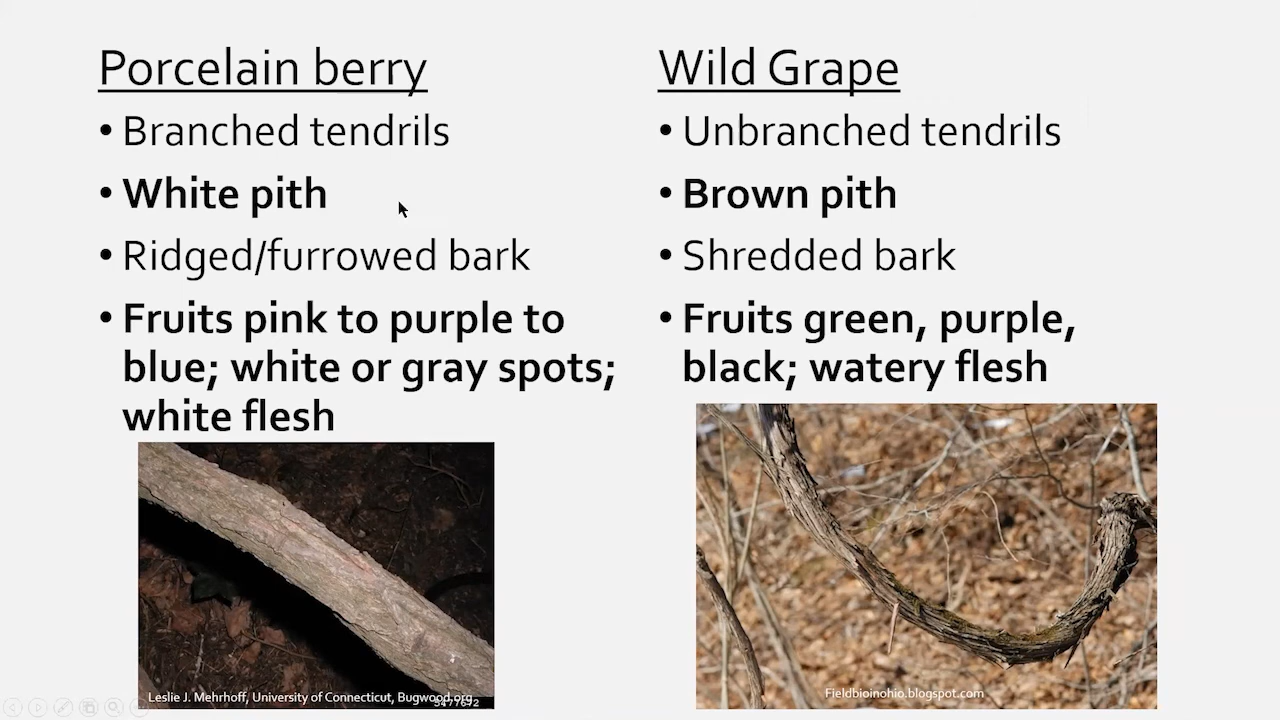 Porcelain berry
• Branched tendrils
• White pith
• Ridged/furrowed bark
• Fruits pink to purple to
blue; white or gray spots;
white flesh
Leslie J. Mehrhoff, University of Connecticut, Bugwood.org
5477672
Wild Grape
• Unbranched tendrils
• Brown pith
• Shredded bark
• Fruits green, purple,
black; watery flesh
Fieldbioinohio.blogspot.com